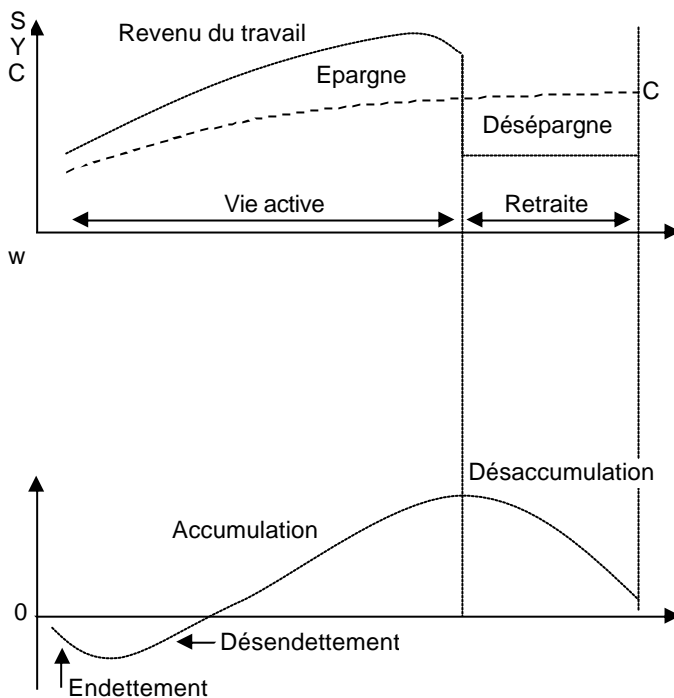 S
Y
C
Revenu du travail
Epargne
C
Désépargne
Vie active
Retraite
w
Désaccumulation
Accumulation
0
Désendettement
Endettement